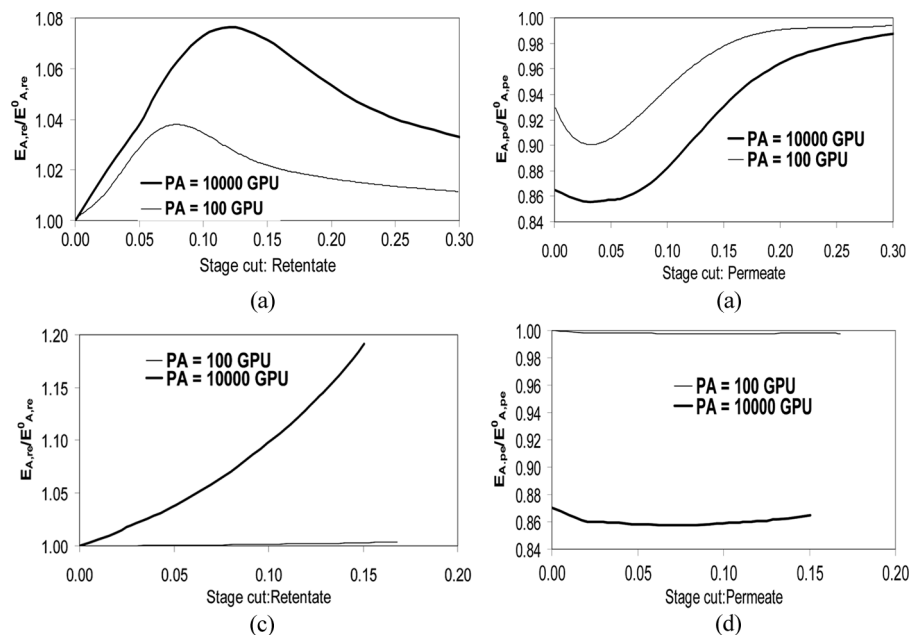 E_A,re/E⁰_A,re
1.10
1.08
1.06
1.04
1.02
1.00
0.00 0.05 0.10 0.15 0.20 0.25 0.30
PA = 10000 GPU
PA = 100 GPU
Stage cut: Retentate
(a)
E_A,pe/E⁰_A,pe
1.00
0.98
0.96
0.94
0.92
0.90
0.88
0.86
0.84
0.00 0.05 0.10 0.15 0.20 0.25 0.30
PA = 10000 GPU
PA = 100 GPU
Stage cut: Permeate
(a)
E_A,re/E⁰_A,re
1.20
1.15
1.10
1.05
1.00
0.00 0.05 0.10 0.15 0.20
PA = 100 GPU
PA = 10000 GPU
Stage cut:Retentate
(c)
E_A.pe/E⁰_A,pe
1.00
0.98
0.96
0.94
0.92
0.90
0.88
0.86
0.84
0.00 0.05 0.10 0.15 0.20
PA = 100 GPU
PA = 10000 GPU
Stage cut:Permeate
(d)